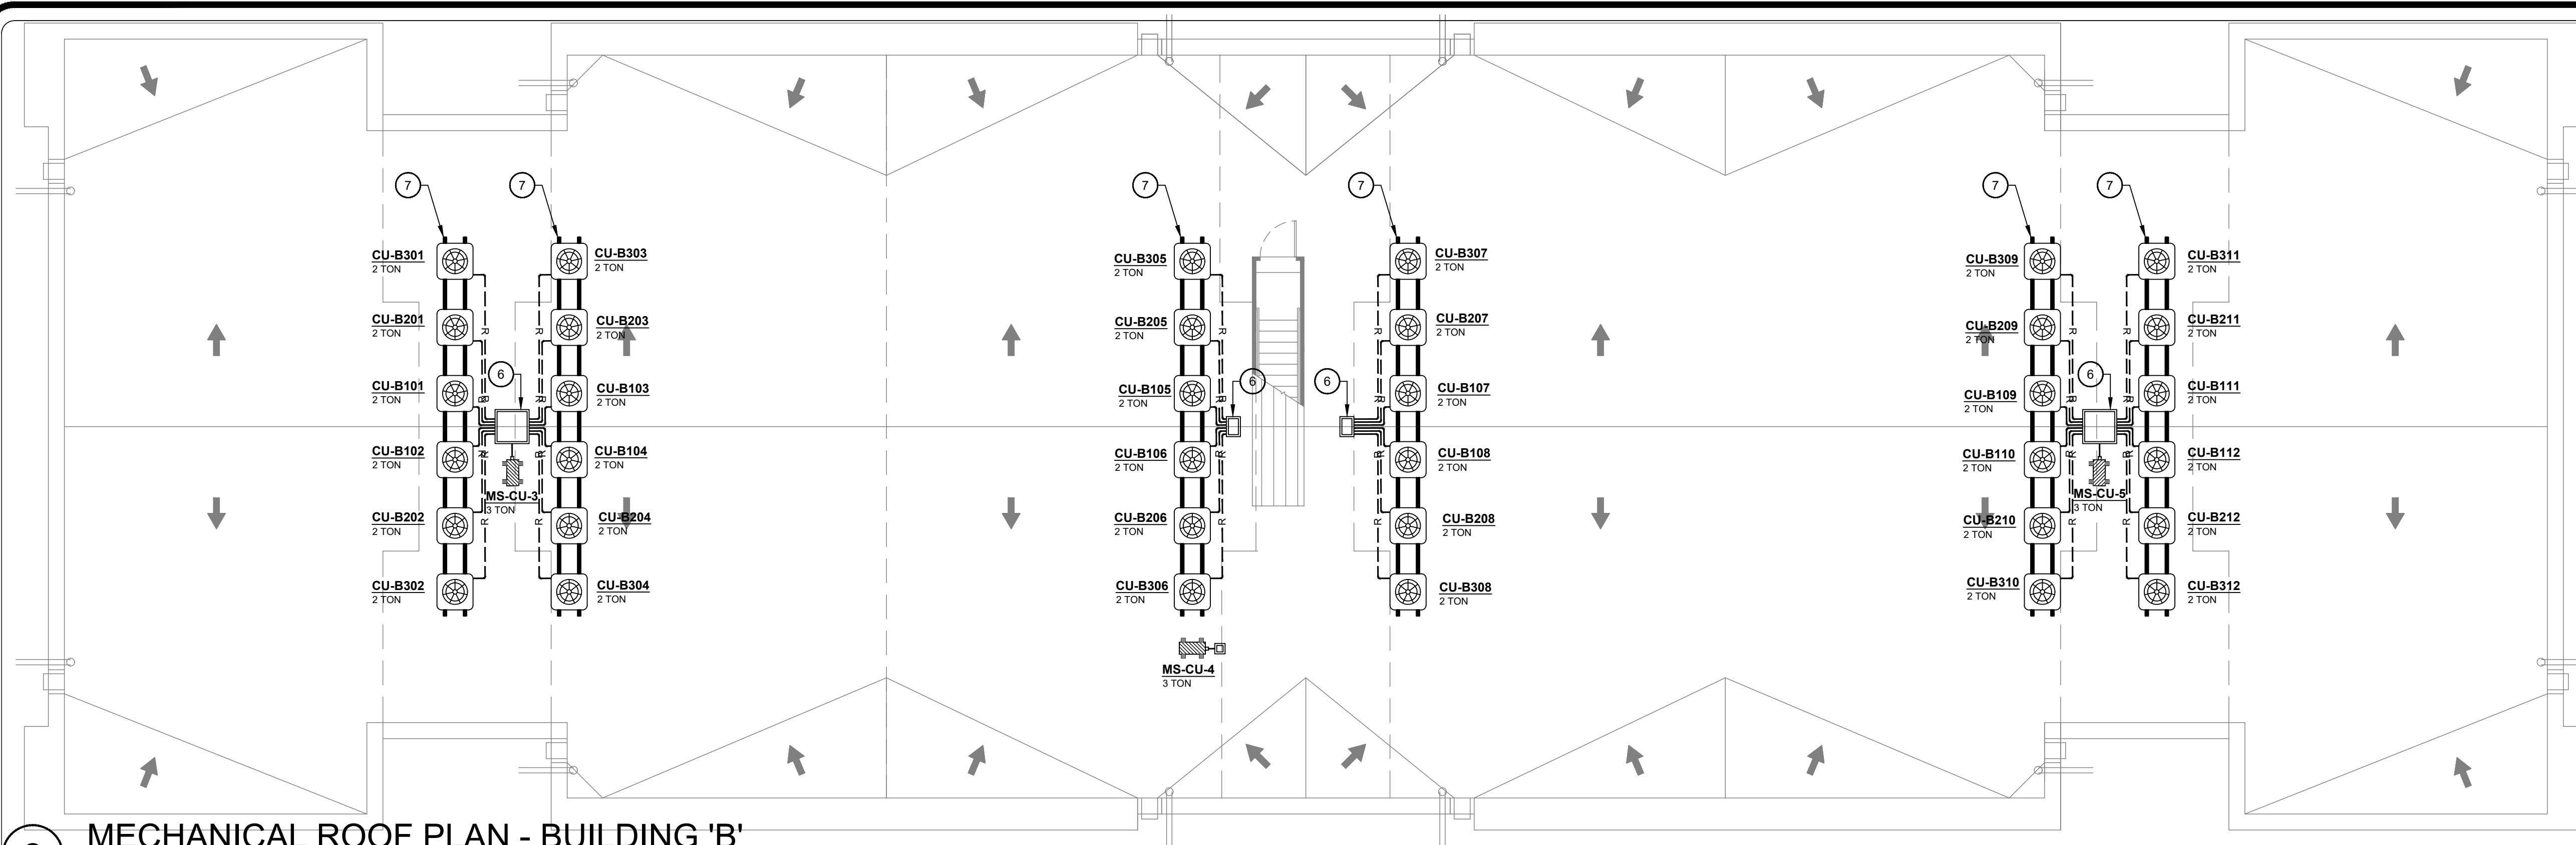 7
7
7
7
7
7
CU-B301
2 TON
CU-B303
2 TON
CU-B305
2 TON
CU-B307
2 TON
CU-B309
2 TON
CU-B311
2 TON
R
R
R
R
R
R
CU-B201
2 TON
CU-B203
2 TON
CU-B205
2 TON
CU-B207
2 TON
CU-B209
2 TON
CU-B211
2 TON
6
6
6
6
CU-B101
2 TON
CU-B103
2 TON
CU-B105
2 TON
CU-B107
2 TON
CU-B109
2 TON
CU-B111
2 TON
CU-B102
2 TON
CU-B104
2 TON
CU-B106
2 TON
CU-B108
2 TON
CU-B110
2 TON
CU-B112
2 TON
MS-CU-3
3 TON
MS-CU-5
3 TON
CU-B202
2 TON
CU-B204
2 TON
CU-B206
2 TON
CU-B208
2 TON
CU-B210
2 TON
CU-B212
2 TON
R
R
R
R
R
R
CU-B302
2 TON
CU-B304
2 TON
CU-B306
2 TON
CU-B308
2 TON
CU-B310
2 TON
CU-B312
2 TON
MS-CU-4
3 TON
MECHANICAL ROOF PLAN - BUILDING 'B'